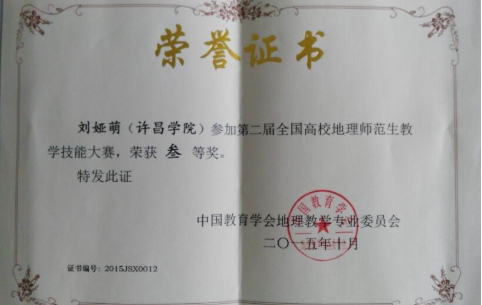 荣誉证书
刘娅萌（许昌学院）参加第二届全国高校地理师范生教
学技能大赛，荣获 叁 等奖。
特发此证
中国教育学会地理教学专业委员会
二〇一五年十月
证书编号：2015JSX0012